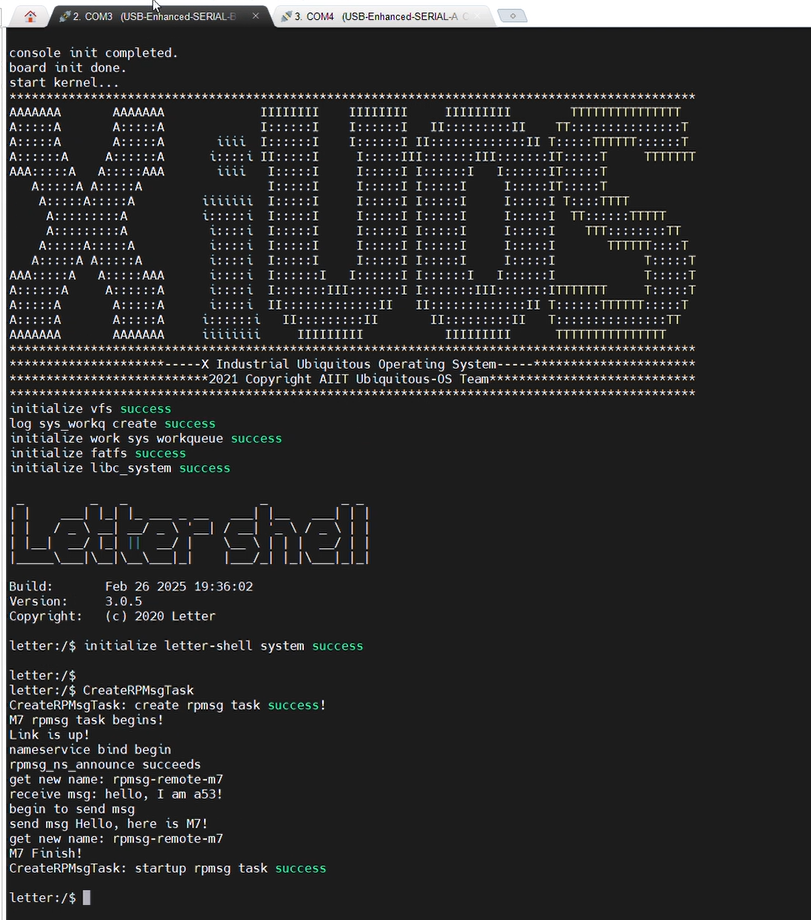 2. COM3 (USB-Enhanced-SERIAL-B
3. COM4 (USB-Enhanced-SERIAL-A C
console init completed.
board init done.
start kernel...
XiUOS
-----X Industrial Ubiquitous Operating System-----
2021 Copyright AIIT Ubiquitous-OS Team
initialize vfs success
log sys_workq create success
initialize work sys workqueue success
initialize fatfs success
initialize libc_system success
Letter shell
Build:       Feb 26 2025 19:36:02
Version:     3.0.5
Copyright:   (c) 2020 Letter
letter:/$ initialize letter-shell system success
letter:/$
letter:/$ CreateRPMsgTask
CreateRPMsgTask: create rpmsg task success!
M7 rpmsg task begins!
Link is up!
nameservice bind begin
rpmsg_ns_announce succeeds
get new name: rpmsg-remote-m7
receive msg: hello, I am a53!
begin to send msg
send msg Hello, here is M7!
get new name: rpmsg-remote-m7
M7 Finish!
CreateRPMsgTask: startup rpmsg task success
letter:/$